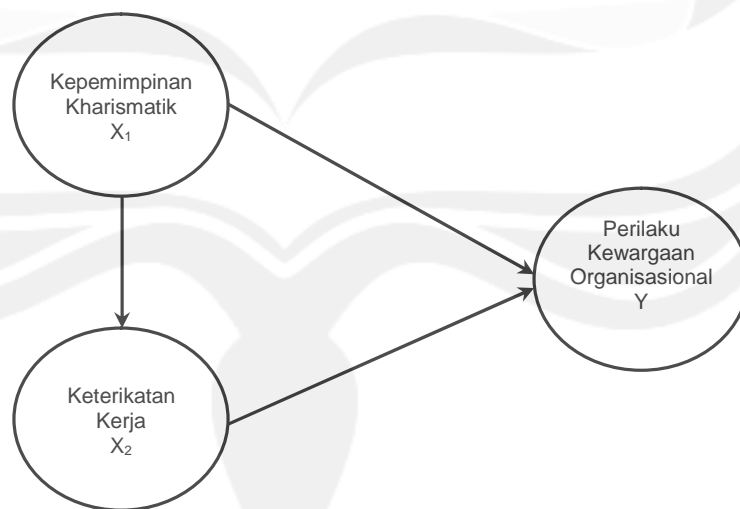 Kepemimpinan
Kharismatik
X₁
Perilaku
Kewargaan
Organisasional
Y
Keterikatan
Kerja
X₂